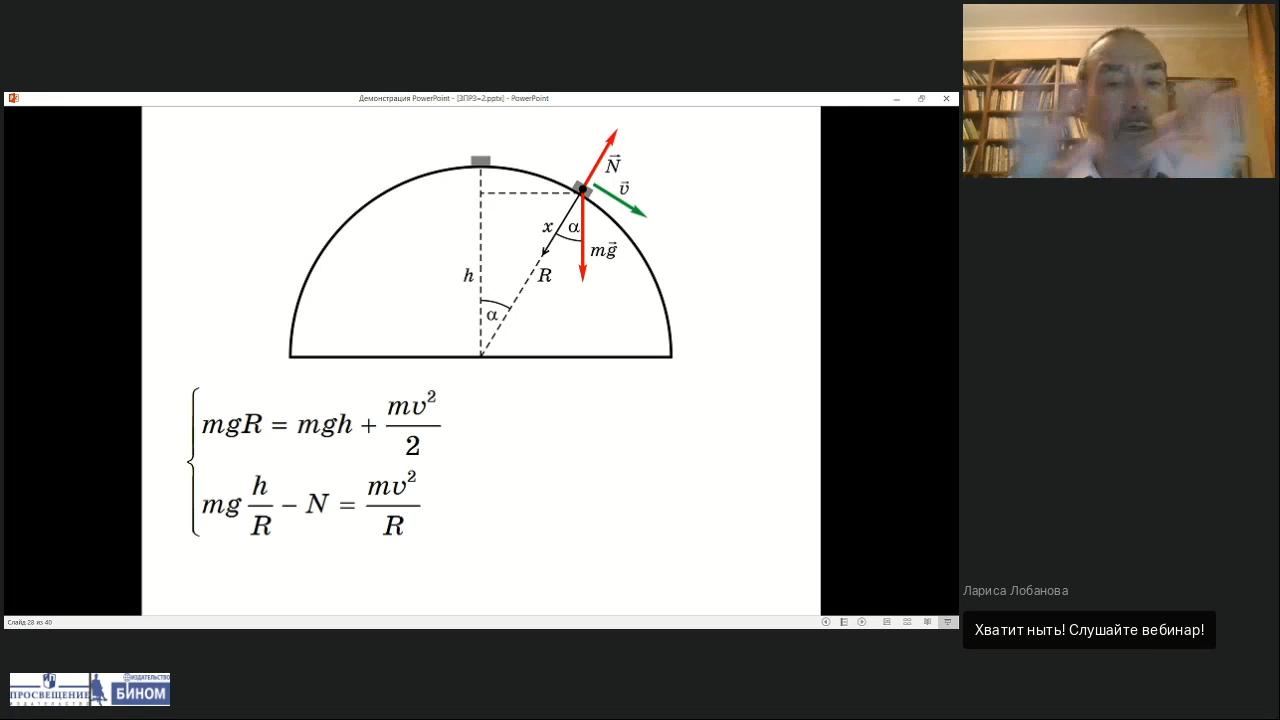 Демонстрация PowerPoint - [ЗПРЗ=2.pptx] - PowerPoint
N⃗
v⃗
x
α
mg⃗
h
R
α
mgR = mgh + mv²/2
mg h/R − N = mv²/R
Слайд 28 из 40
Лариса Лобанова
Хватит ныть! Слушайте вебинар!
ПРОСВЕЩЕНИЕ
ИЗДАТЕЛЬСТВО
ИЗДАТЕЛЬСТВО
БИНОМ